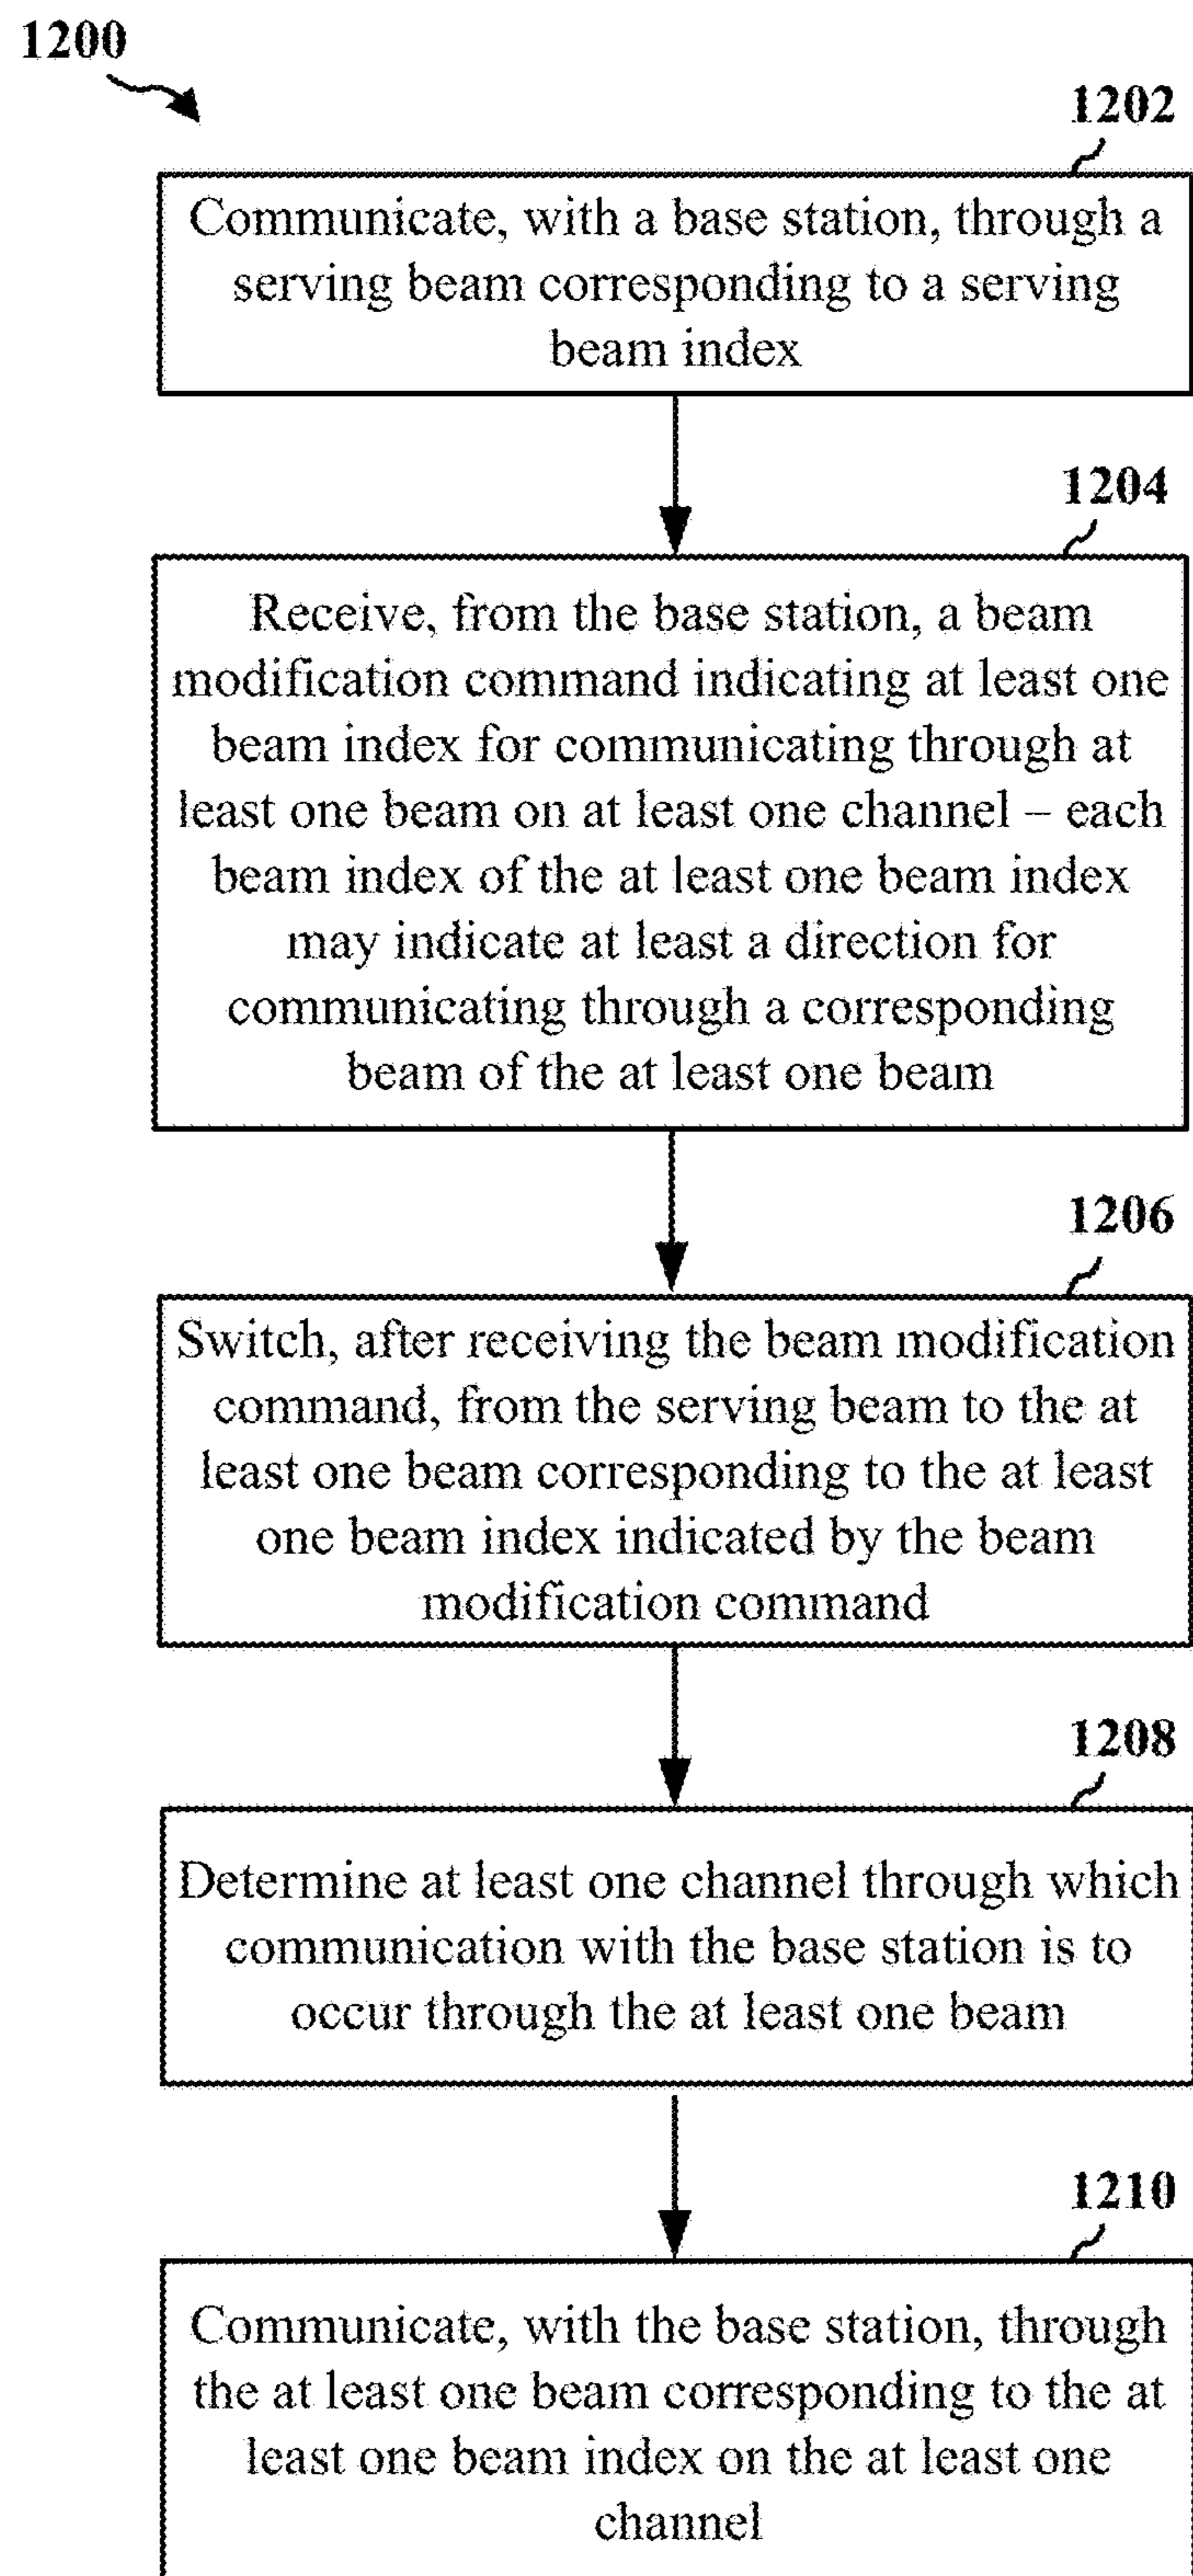 1200
1202
Communicate, with a base station, through a
serving beam corresponding to a serving
beam index
1204
Receive, from the base station, a beam
modification command indicating at least one
beam index for communicating through at
least one beam on at least one channel – each
beam index of the at least one beam index
may indicate at least a direction for
communicating through a corresponding
beam of the at least one beam
1206
Switch, after receiving the beam modification
command, from the serving beam to the at
least one beam corresponding to the at least
one beam index indicated by the beam
modification command
1208
Determine at least one channel through which
communication with the base station is to
occur through the at least one beam
1210
Communicate, with the base station, through
the at least one beam corresponding to the at
least one beam index on the at least one
channel